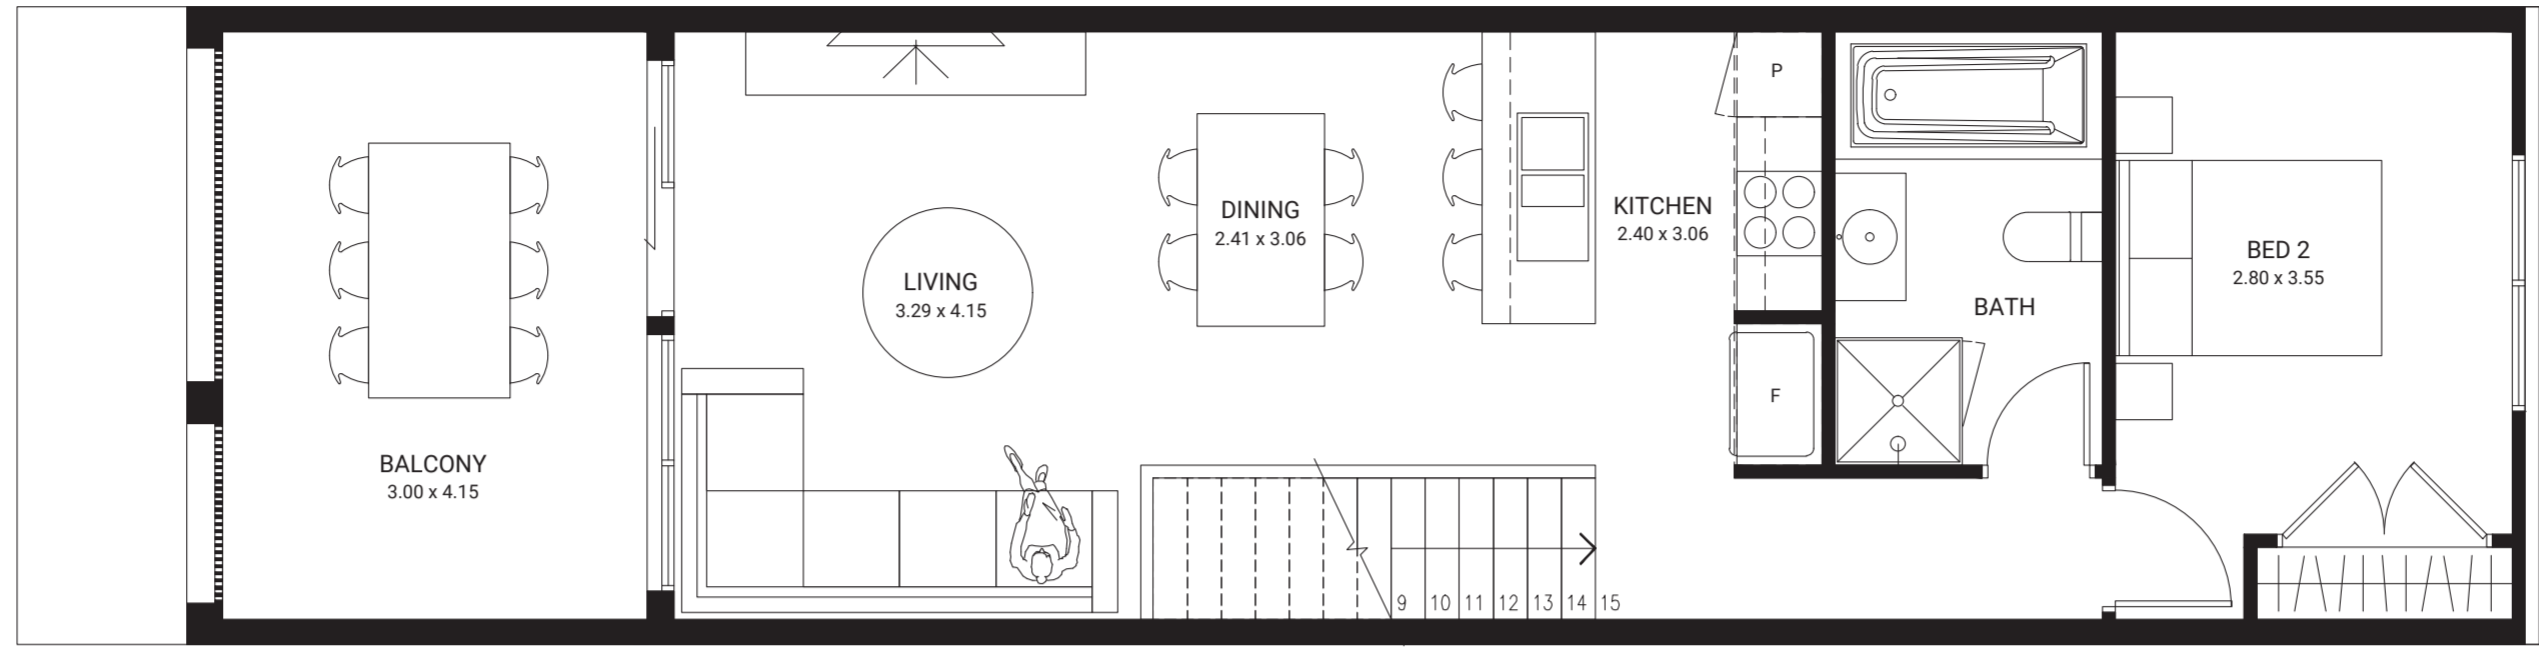 P
DINING
2.41 x 3.06
KITCHEN
2.40 x 3.06
BED 2
2.80 x 3.55
LIVING
3.29 x 4.15
BATH
F
BALCONY
3.00 x 4.15
9 10 11 12 13 14 15